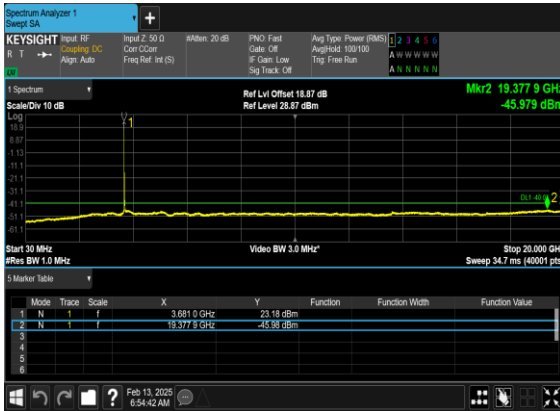 Spectrum Analyzer 1
Swept SA
+
KEYSIGHT Input: RF Input Z: 50 Ω #Atten: 20 dB PNO: Fast Avg Type: Power (RMS) 1 2 3 4 5 6
R T Coupling: DC Corr CCorr Gate: Off Avg|Hold: 100/100 A W W W W W
Align: Auto Freq Ref: Int (S) IF Gain: Low Trig: Free Run
Sig Track: Off A N N N N N
1 Spectrum Ref Lvl Offset 18.87 dB Mkr2 19.377 9 GHz
Scale/Div 10 dB Ref Level 28.87 dBm -45.979 dBm
Log
18.9
8.87
-1.13
-11.1
-21.1
-31.1
-41.1
-51.1
-61.1
1
2
Start 30 MHz Video BW 3.0 MHz* Stop 20.000 GH
#Res BW 1.0 MHz Sweep 34.7 ms (40001 pts
5 Marker Table
Mode Trace Scale X Y Function Function Width Function Value
1 N 1 f 3.681 0 GHz 23.18 dBm
2 N 1 f 19.377 9 GHz -45.98 dBm
3
4
5
6
Feb 13, 2025
6:54:42 AM